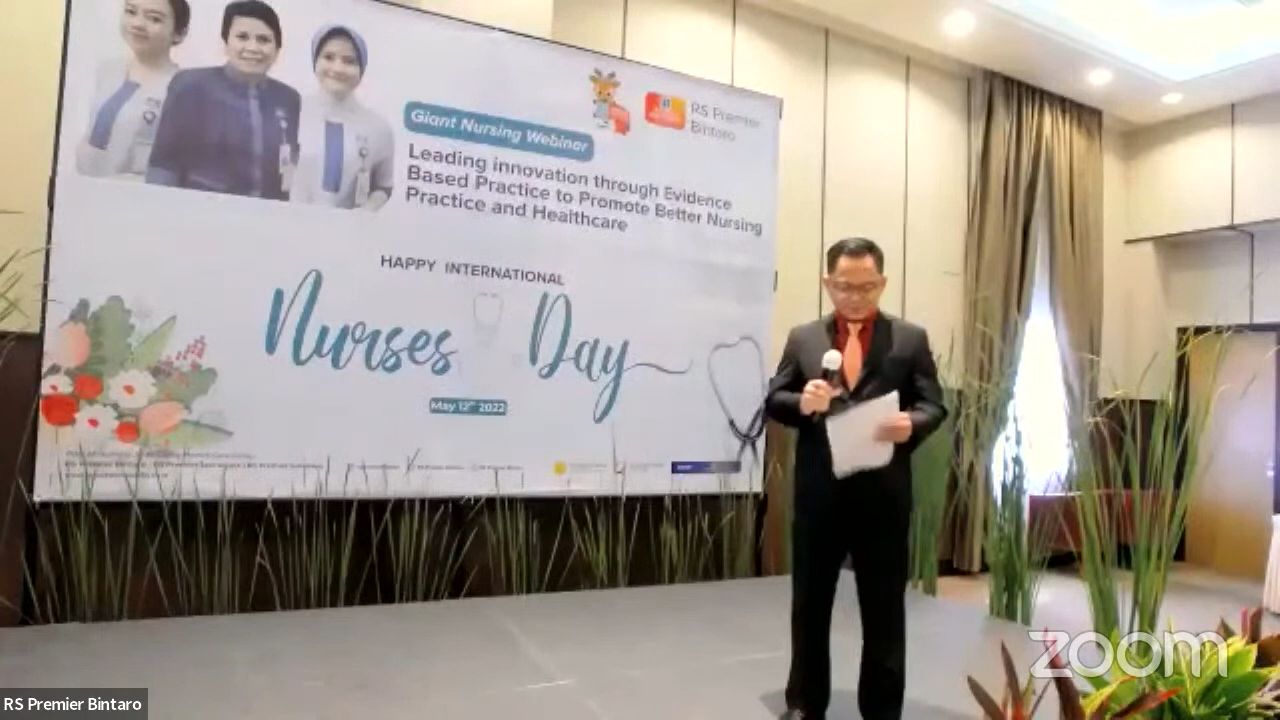 RS Premier
Bintaro
Giant Nursing Webinar
Leading innovation through Evidence
Based Practice to Promote Better Nursing
Practice and Healthcare
HAPPY INTERNATIONAL
Nurses Day
May 12th 2022
zoom
RS Premier Bintaro